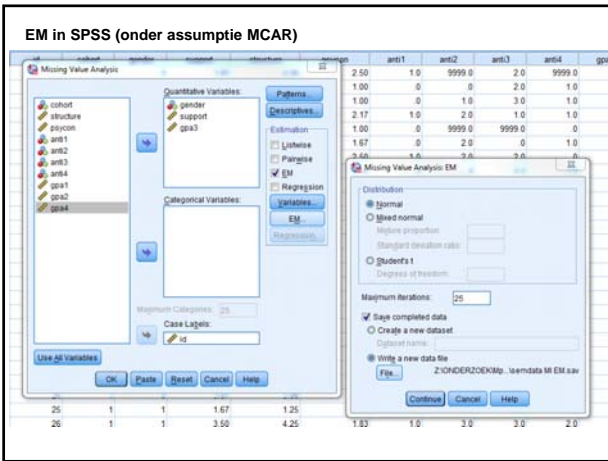 EM in SPSS (onder assumptie MCAR)
id cohort gender support structure psycon anti1 anti2 anti3 anti4
2.50 1.0 9999.0 2.0 9999.0
1.00 .0 .0 2.0 1.0
1.00 .0 1.0 3.0 1.0
2.17 1.0 2.0 1.0 1.0
1.00 .0 9999.0 9999.0 .0
1.67 .0 2.0 .0 1.0
Missing Value Analysis
Quantitative Variables:
cohort
structure
psycon
anti1
anti2
anti3
anti4
gpa1
gpa2
gpa4
gender
support
gpa3
Patterns...
Descriptives...
Estimation
Listwise
Pairwise
EM
Regression
Variables...
EM...
Regression...
Categorical Variables:
Maximum Categories: 25
Case Labels:
id
Use All Variables
OK Paste Reset Cancel Help
Missing Value Analysis: EM
Distribution
Normal
Mixed normal
Mixture proportion:
Standard deviation ratio:
Student's t
Degrees of freedom:
Maximum iterations: 25
Save completed data
Create a new dataset
Dataset name:
Write a new data file
File... Z:\ONDERZOEK\Mp...\semdata MI EM.sav
Continue Cancel Help
25 1 1 1.67 1.25
26 1 1 3.50 4.25 1.83 1.0 3.0 3.0 2.0